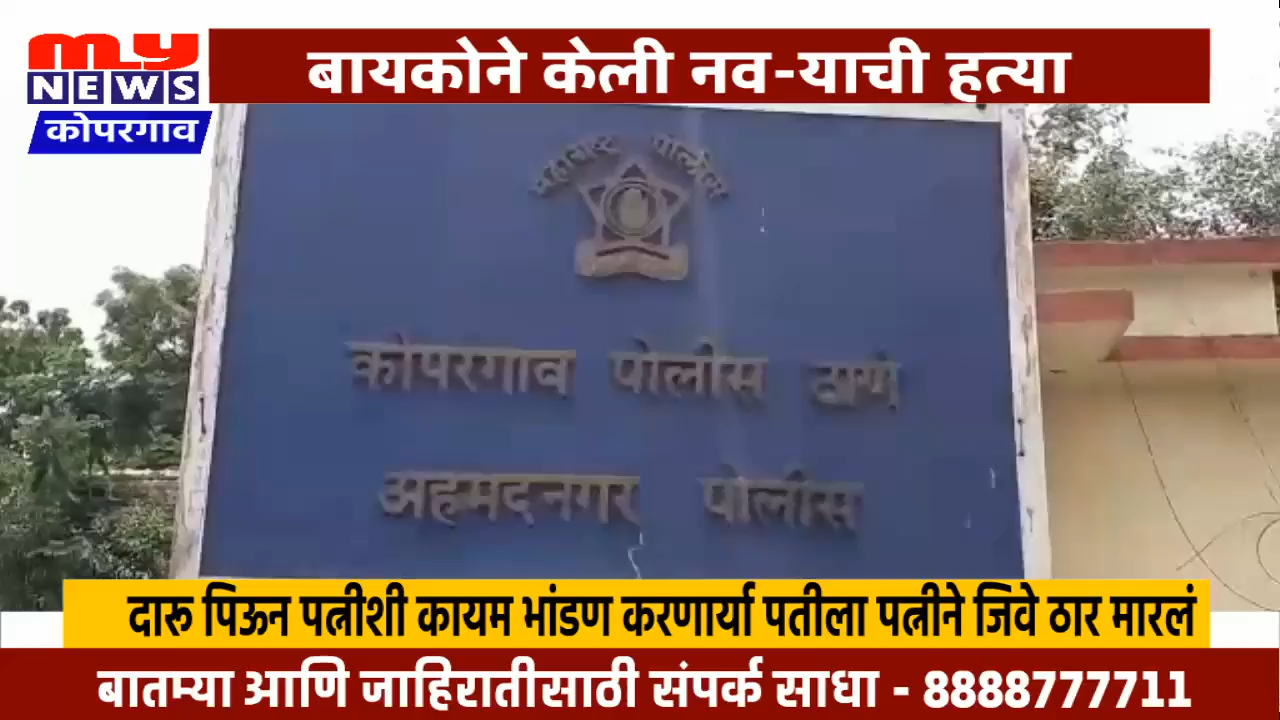 my
NEWS
कोपरगाव
बायकोने केली नव-याची हत्या
महाराष्ट्र पोलीस
कोपरगांव पोलीस ठाणे
अहमदनगर पोलीस
दारू पिऊन पत्नीशी कायम भांडण करणार्या पतीला पत्नीने जिवे ठार मारलं
बातम्या आणि जाहिरातीसाठी संपर्क साधा - 8888777711